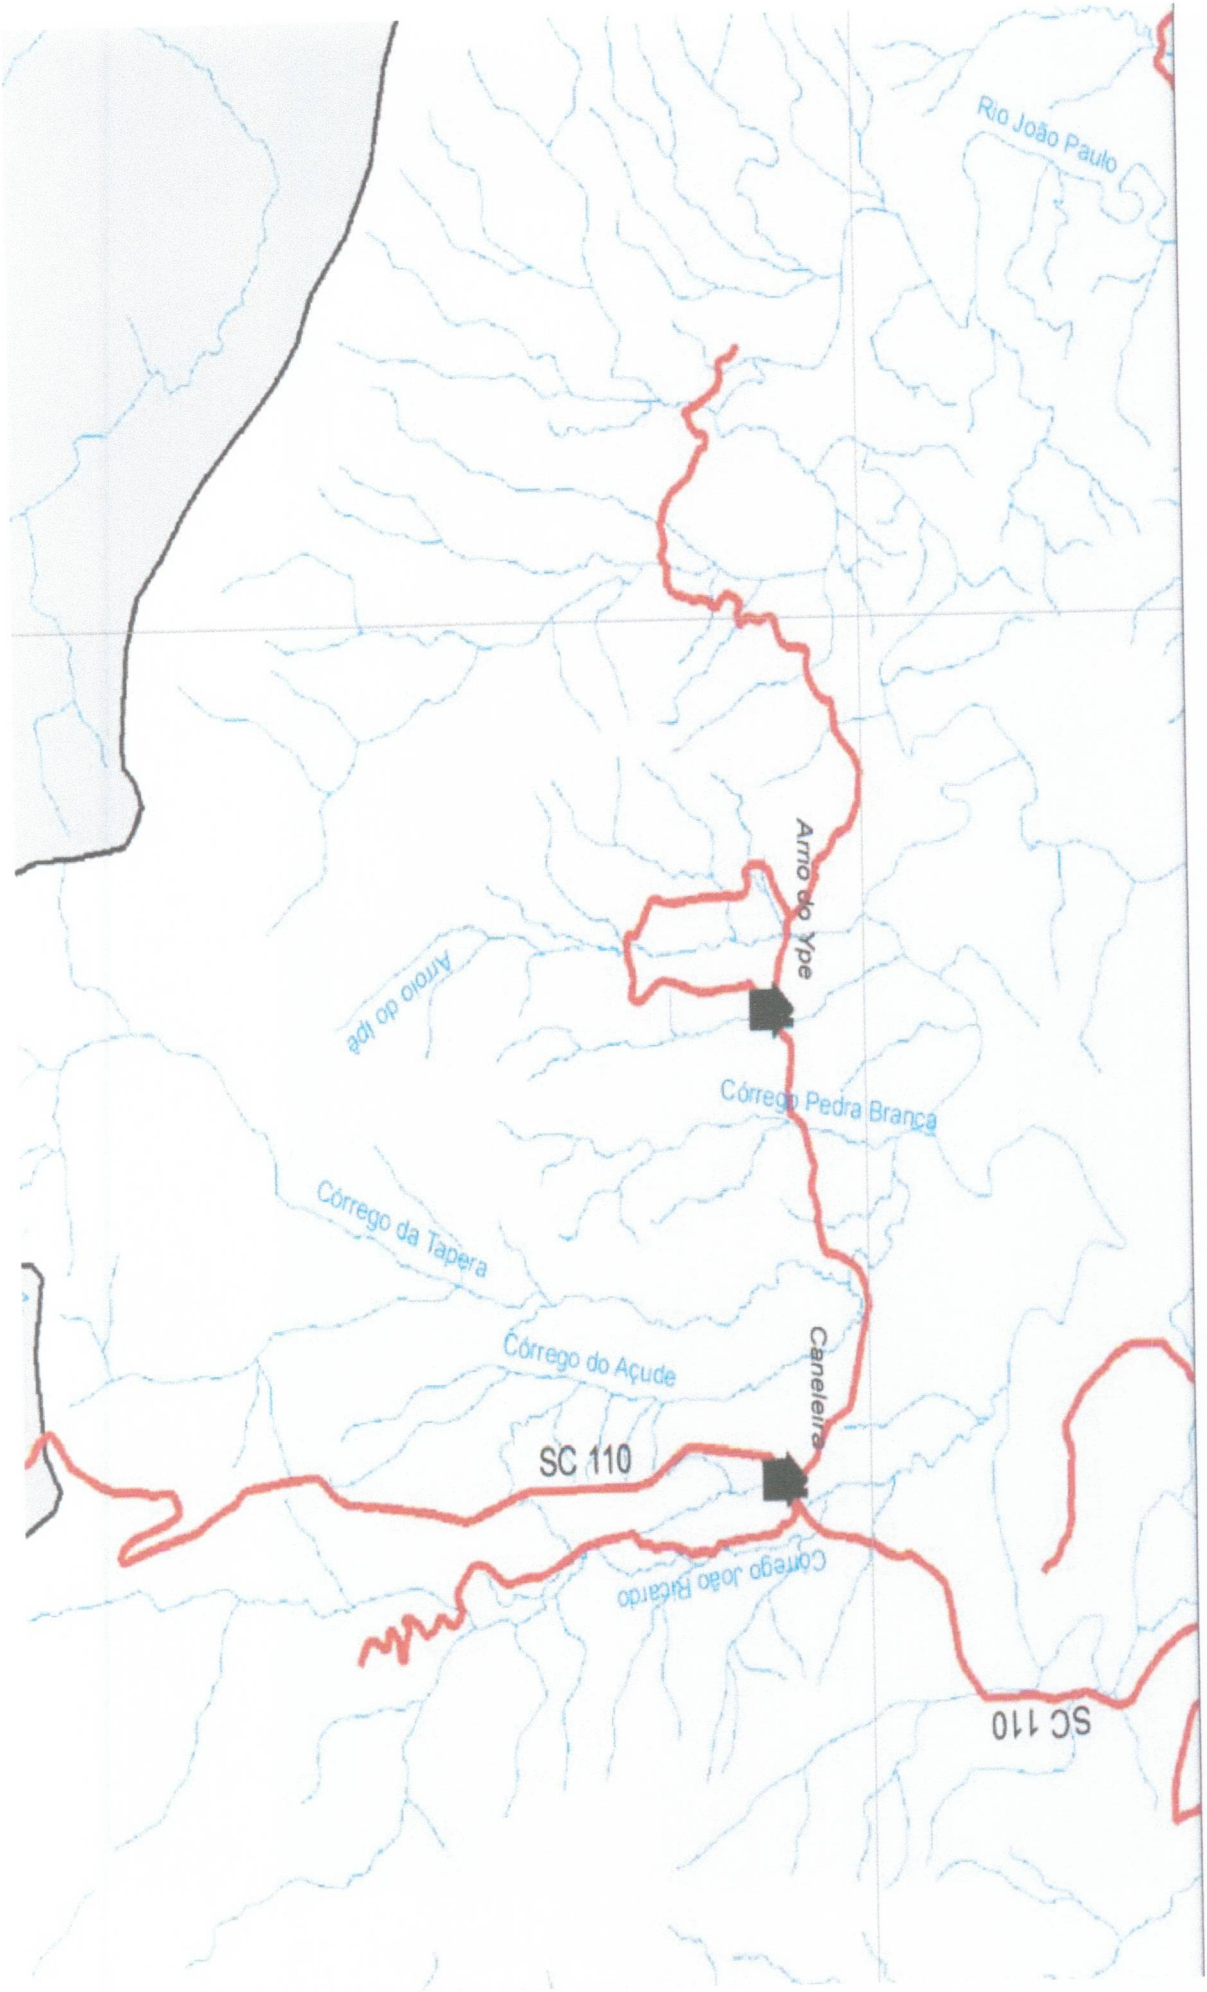 Rio João Paulo
Arrio do Ype
Arroio do Ipê
Córrego Pedra Branca
Córrego da Tapera
Córrego do Açude
Caneleira
SC 110
Córrego João Ricardo
SC 110